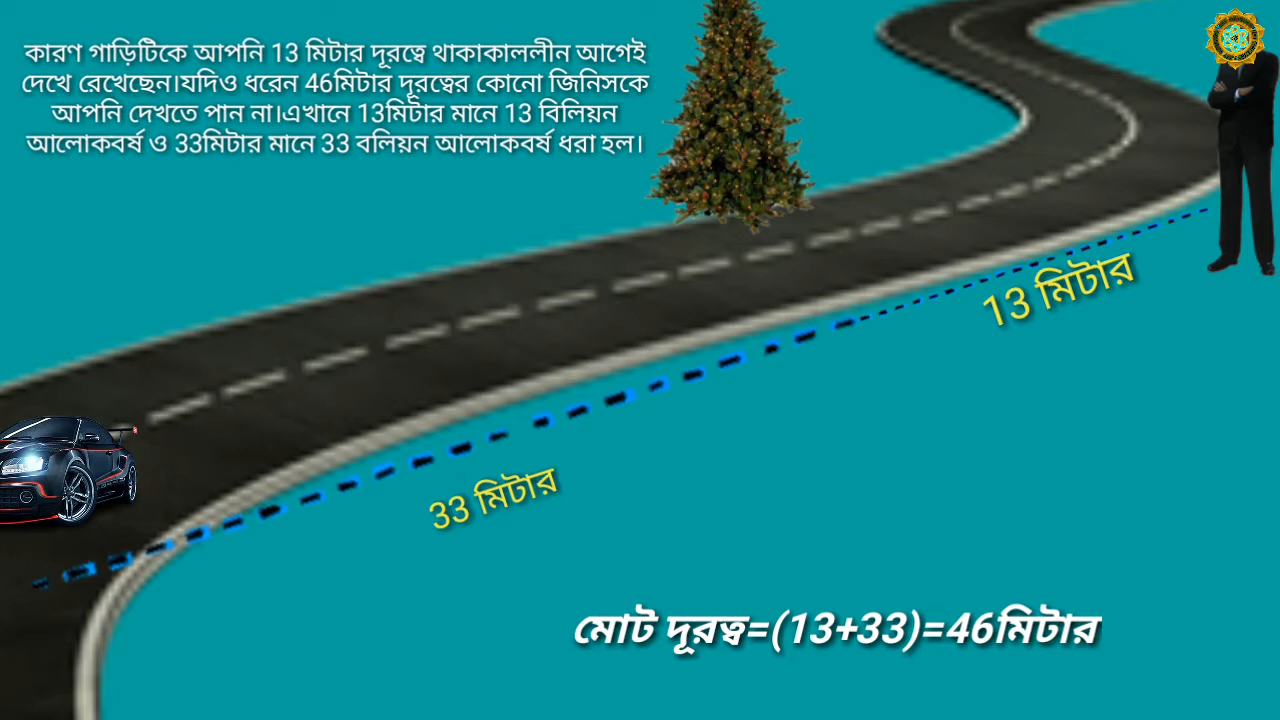 কারণ গাড়িটিকে আপনি 13 মিটার দূরত্বে থাকাকাললীন আগেই
দেখে রেখেছেন।যদিও ধরেন 46মিটার দূরত্বের কোনো জিনিসকে
আপনি দেখতে পান না।এখানে 13মিটার মানে 13 বিলিয়ন
আলোকবর্ষ ও 33মিটার মানে 33 বলিয়ন আলোকবর্ষ ধরা হল।
13 মিটার
33 মিটার
মোট দূরত্ব=(13+33)=46মিটার